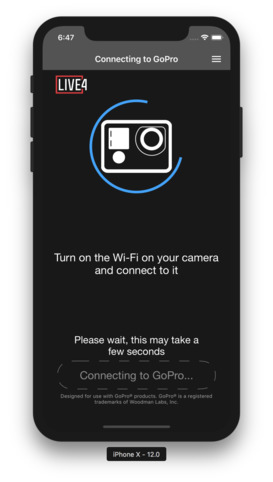 6:47
Connecting to GoPro
LIVE4
Turn on the Wi-Fi on your camera
and connect to it
Please wait, this may take a
few seconds
Connecting to GoPro...
Designed for use with GoPro® products. GoPro® is a registered
trademarks of Woodman Labs, Inc.
iPhone X - 12.0